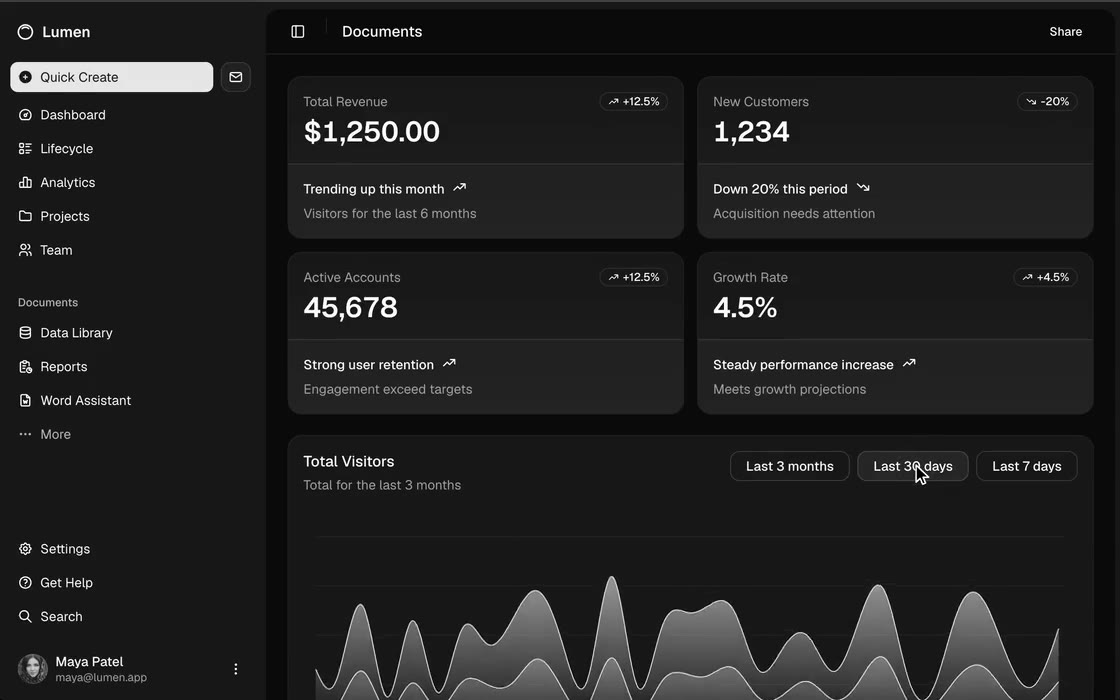 Lumen
Quick Create
Dashboard
Lifecycle
Analytics
Projects
Team
Documents
Data Library
Reports
Word Assistant
More
Settings
Get Help
Search
Maya Patel
maya@lumen.app
Documents
Share
Total Revenue
+12.5%
$1,250.00
Trending up this month
Visitors for the last 6 months
New Customers
-20%
1,234
Down 20% this period
Acquisition needs attention
Active Accounts
+12.5%
45,678
Strong user retention
Engagement exceed targets
Growth Rate
+4.5%
4.5%
Steady performance increase
Meets growth projections
Total Visitors
Total for the last 3 months
Last 3 months
Last 30 days
Last 7 days